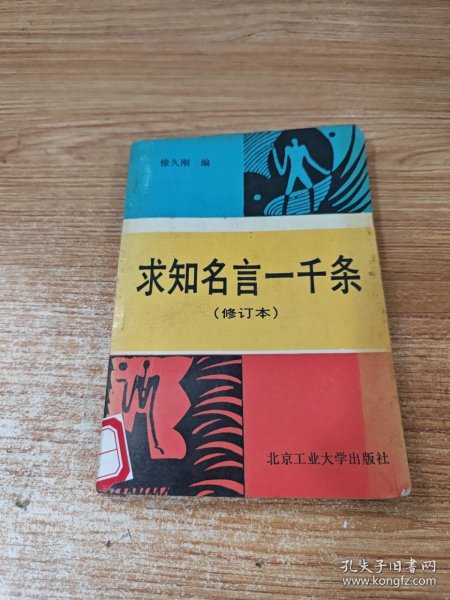 徐久刚 编
求知名言一千条
（修订本）
北京工业大学出版社
孔夫子旧书网
www.kongfz.com